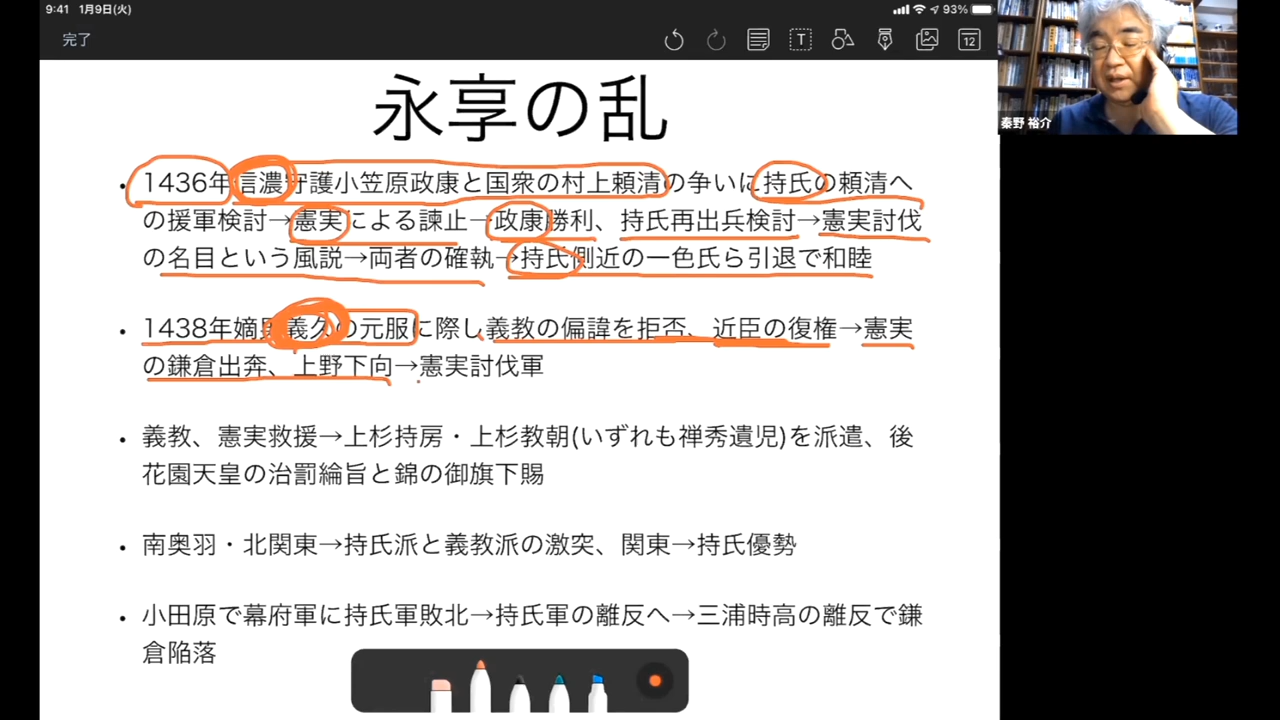 9:41 1月9日(火) 93%
完了
T
12
秦野 裕介
永享の乱
• 1436年信濃守護小笠原政康と国衆の村上頼清の争いに持氏の頼清へ
の援軍検討→憲実による諫止→政康勝利、持氏再出兵検討→憲実討伐
の名目という風説→両者の確執→持氏側近の一色氏ら引退で和睦
• 1438年嫡男義久の元服に際し義教の偏諱を拒否、近臣の復権→憲実
の鎌倉出奔、上野下向→憲実討伐軍
• 義教、憲実救援→上杉持房・上杉教朝(いずれも禅秀遺児)を派遣、後
花園天皇の治罰綸旨と錦の御旗下賜
• 南奥羽・北関東→持氏派と義教派の激突、関東→持氏優勢
• 小田原で幕府軍に持氏軍敗北→持氏軍の離反へ→三浦時高の離反で鎌
倉陥落